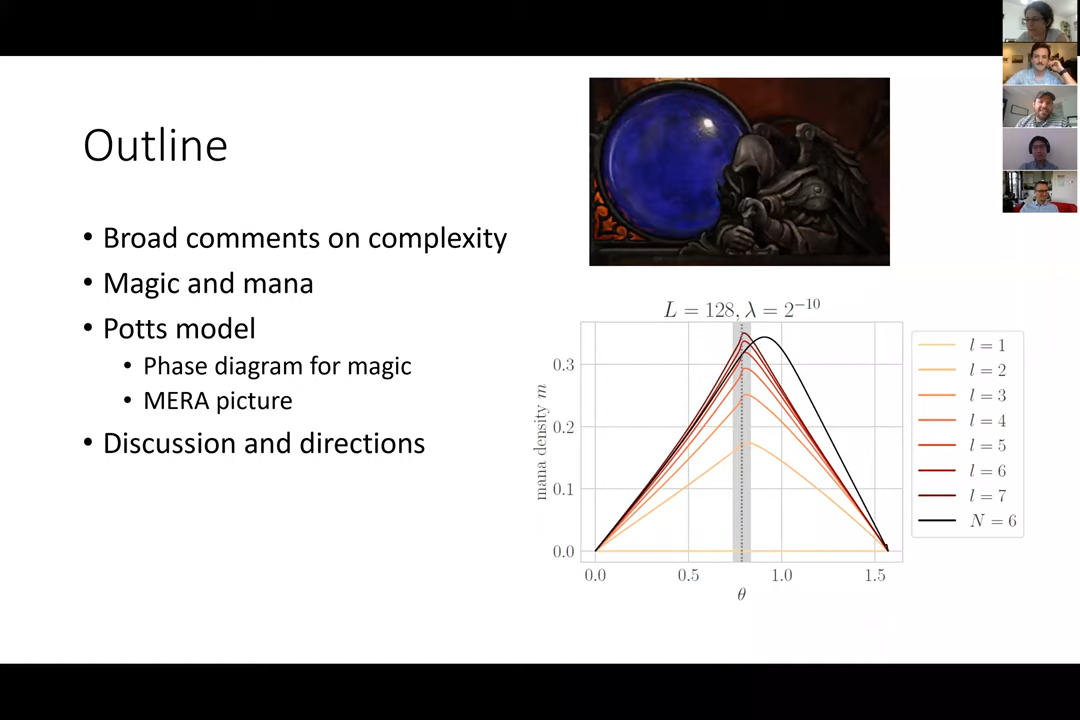 Outline
• Broad comments on complexity
• Magic and mana
• Potts model
• Phase diagram for magic
• MERA picture
• Discussion and directions
L = 128, λ = 2⁻¹⁰
mana density m
0.3
0.2
0.1
0.0
0.0 0.5 1.0 1.5
θ
l = 1
l = 2
l = 3
l = 4
l = 5
l = 6
l = 7
N = 6